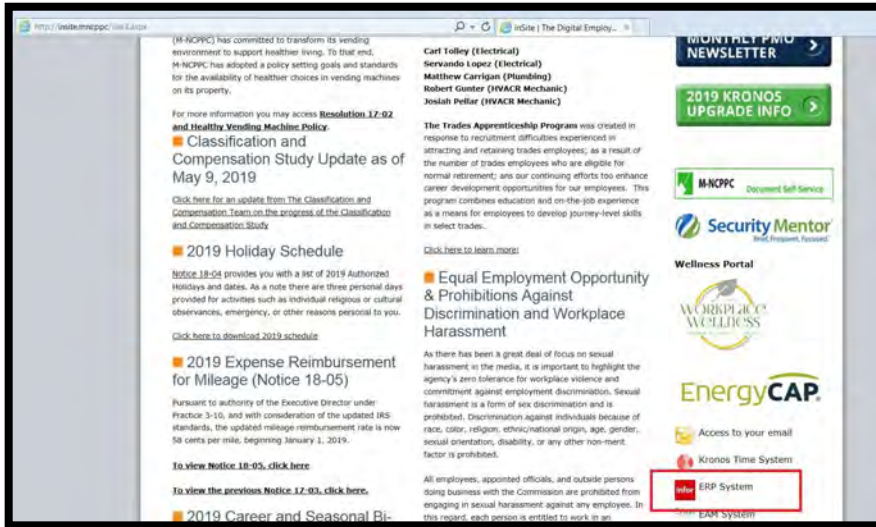 http://insite.mncppc/
inSite | The Digital Employ...
(M-NCPPC) has committed to transform its vending
environment to support healthier living. To that end,
M-NCPPC has adopted a policy setting goals and standards
for the availability of healthier choices in vending machines
on its property.
For more information you may access Resolution 17-02
and Healthy Vending Machine Policy.
Classification and
Compensation Study Update as of
May 9, 2019
Click here for an update from The Classification and
Compensation Team on the progress of the Classification
and Compensation Study
2019 Holiday Schedule
Notice 18-04 provides you with a list of 2019 Authorized
Holidays and dates. As a note there are three personal days
provided for activities such as individual religious or cultural
observances, emergency, or other reasons personal to you.
Click here to download 2019 schedule
2019 Expense Reimbursement
for Mileage (Notice 18-05)
Pursuant to authority of the Executive Director under
Practice 3-10, and with consideration of the updated IRS
standards, the updated mileage reimbursement rate is now
58 cents per mile, beginning January 1, 2019.
To view Notice 18-05, click here
To view the previous Notice 17-03, click here.
2019 Career and Seasonal Bi-
Carl Tolley (Electrical)
Servando Lopez (Electrical)
Matthew Carrigan (Plumbing)
Robert Gunter (HVACR Mechanic)
Josiah Pellar (HVACR Mechanic)
The Trades Apprenticeship Program was created in
response to recruitment difficulties experienced in
attracting and retaining trades employees; as a result of
the number of trades employees who are eligible for
normal retirement; ans our continuing efforts too enhance
career development opportunities for our employees. This
program combines education and on-the-job experience
as a means for employees to develop journey-level skills
in select trades.
Click here to learn more!
Equal Employment Opportunity
& Prohibitions Against
Discrimination and Workplace
Harassment
As there has been a great deal of focus on sexual
harassment in the media, it is important to highlight the
agency's zero tolerance for workplace violence and
commitment against employment discrimination. Sexual
harassment is a form of sex discrimination and is
prohibited. Discrimination against individuals because of
race, color, religion, ethnic/national origin, age, gender,
sexual orientation, disability, or any other non-merit
factor is prohibited.
All employees, appointed officials, and outside persons
doing business with the Commission are prohibited from
engaging in sexual harassment against any employee. In
this regard, each person is entitled to work in an
MONTHLY PMO
NEWSLETTER
2019 KRONOS
UPGRADE INFO
M-NCPPC Document Self-Service
Security Mentor
Brief. Frequent. Focused.
Wellness Portal
WORKPLACE
WELLNESS
EnergyCAP.
Access to your email
Kronos Time System
infor ERP System
EAM System